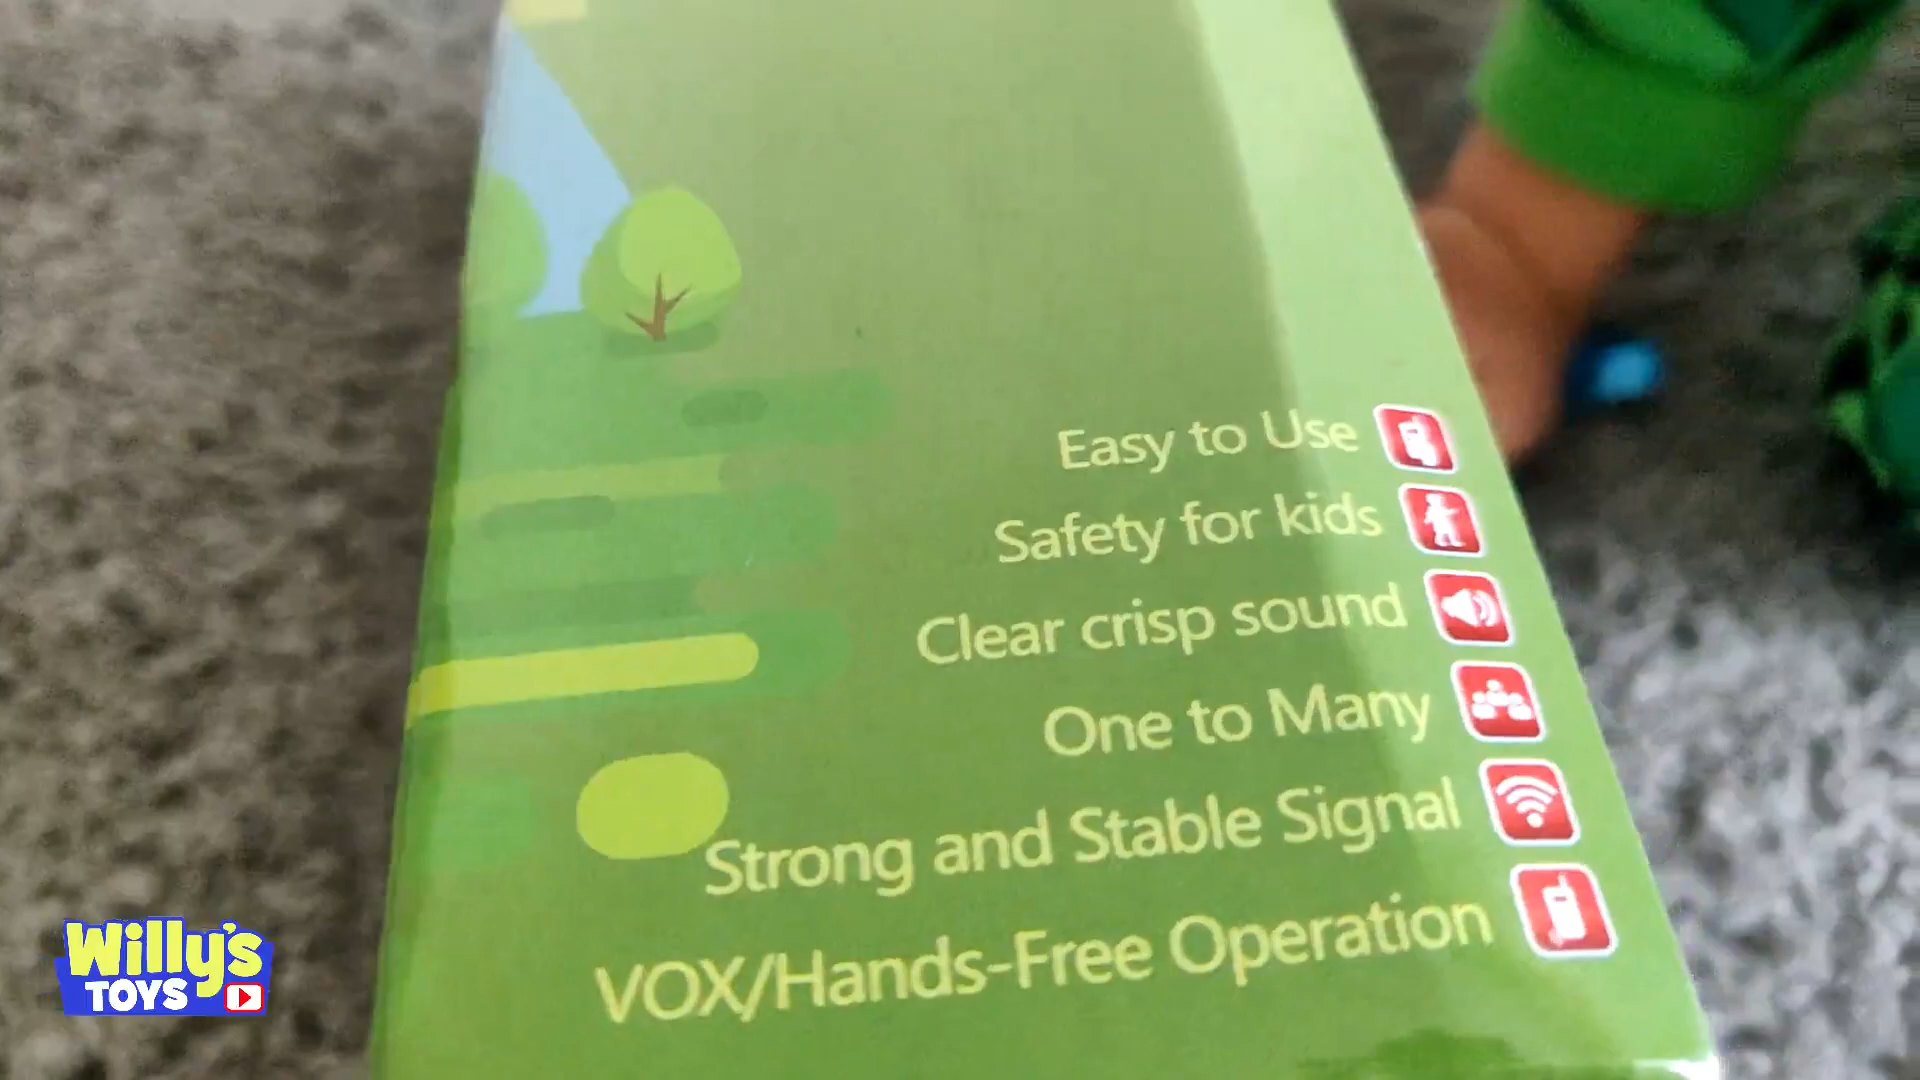 Easy to Use
Safety for kids
Clear crisp sound
One to Many
Strong and Stable Signal
VOX/Hands-Free Operation
Willy's
TOYS